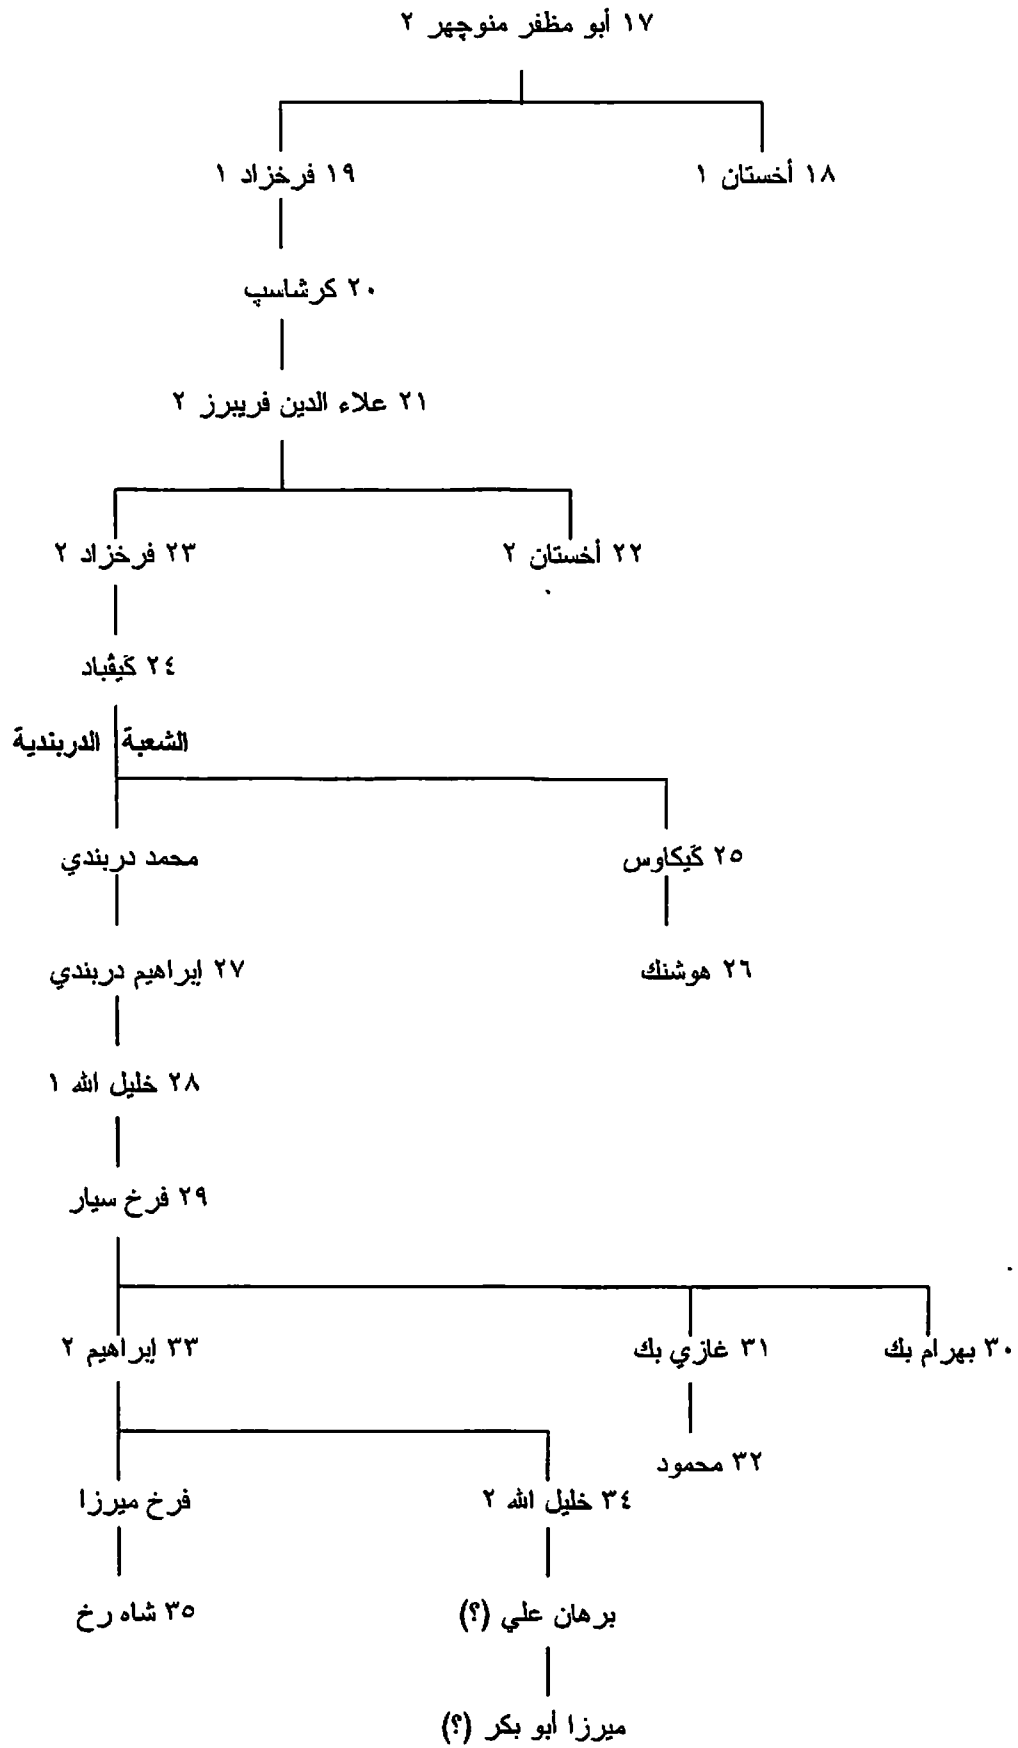 ١٧ أبو مظفر منوچهر ٢
١٨ أخستان ١
١٩ فرخزاد ١
٢٠ كرشاسپ
٢١ علاء الدين فريبرز ٢
٢٢ أخستان ٢
٢٣ فرخزاد ٢
٢٤ كَيڤباد
الشعبة الدربندية
٢٥ كَيكاوس
محمد دربندي
٢٦ هوشنك
٢٧ إبراهيم دربندي
٢٨ خليل الله ١
٢٩ فرخ سيار
٣٠ بهرام بك
٣١ غازي بك
٣٣ إبراهيم ٢
٣٢ محمود
٣٤ خليل الله ٢
فرخ ميرزا
برهان علي (؟)
٣٥ شاه رخ
ميرزا أبو بكر (؟)